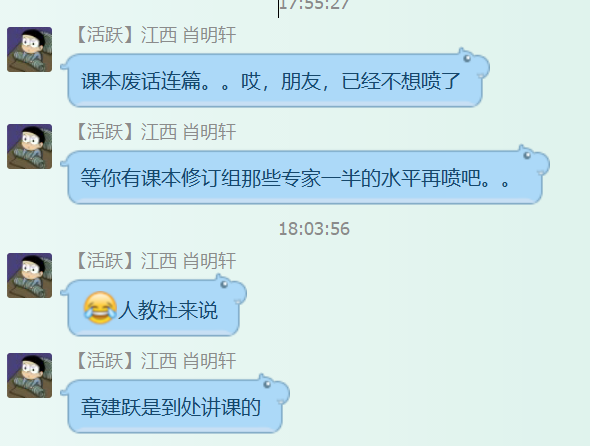 17:55:27
【活跃】江西 肖明轩
课本废话连篇。。哎，朋友，已经不想喷了
【活跃】江西 肖明轩
等你有课本修订组那些专家一半的水平再喷吧。。
18:03:56
【活跃】江西 肖明轩
😂人教社来说
【活跃】江西 肖明轩
章建跃是到处讲课的